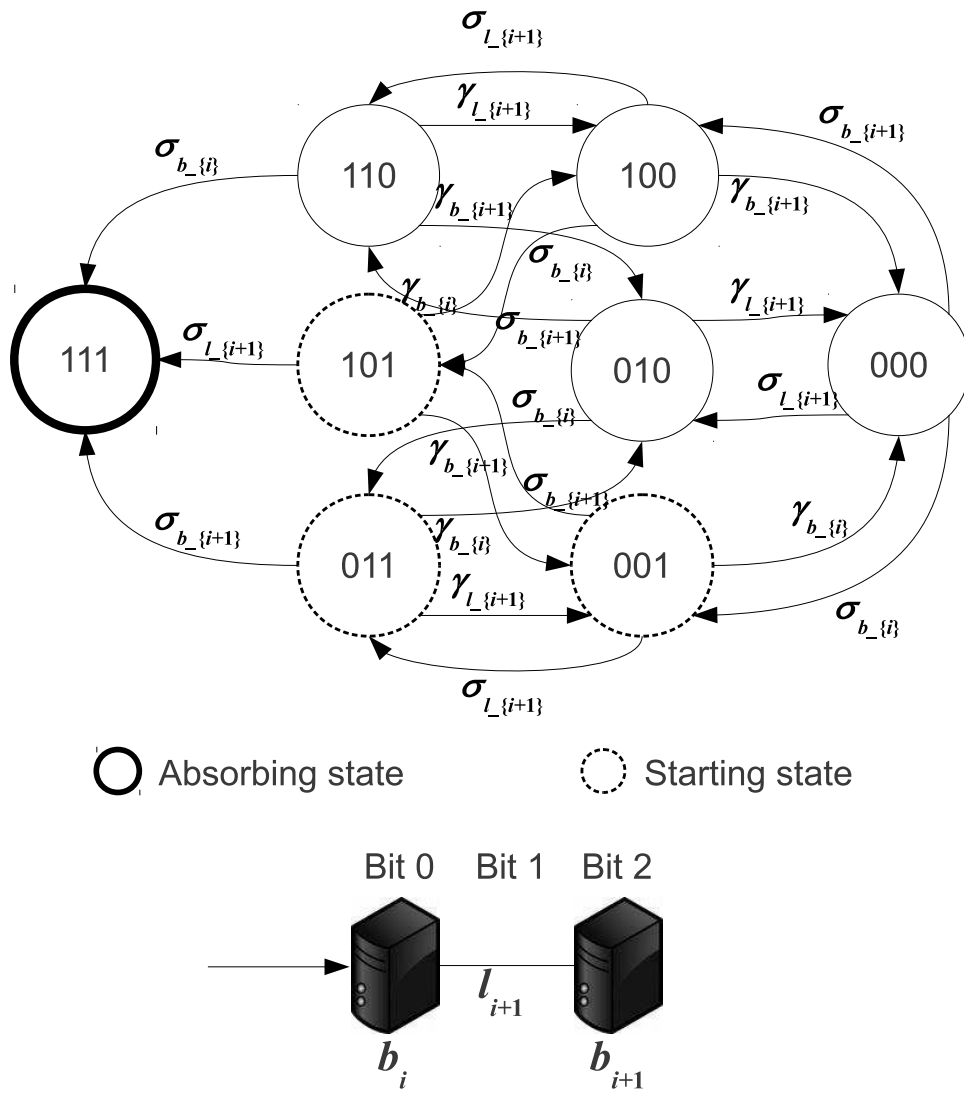 σ_{l_{i+1}}
γ_{l_{i+1}}
σ_{b_{i+1}}
σ_{b_{i}}
110
100
γ_{b_{i+1}}
γ_{b_{i+1}}
σ_{b_{i}}
γ_{b_{i}}
γ_{l_{i+1}}
σ_{l_{i+1}}
σ_{b_{i+1}}
111
101
010
000
σ_{l_{i+1}}
σ_{b_{i}}
γ_{b_{i+1}}
σ_{b_{i+1}}
γ_{b_{i}}
σ_{b_{i+1}}
γ_{b_{i}}
011
001
γ_{l_{i+1}}
σ_{b_{i}}
σ_{l_{i+1}}
Absorbing state
Starting state
Bit 0 Bit 1 Bit 2
l_{i+1}
b_{i}
b_{i+1}